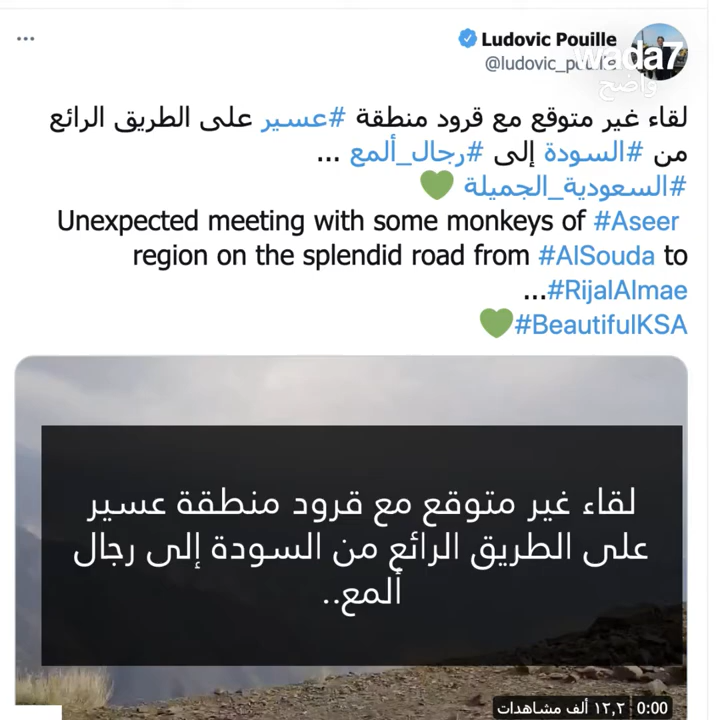 Ludovic Pouille
wada7
واضح
لقاء غير متوقع مع قرود منطقة #عسير على الطريق الرائع
من #السودة إلى #رجال_ألمع ...
#السعودية_الجميلة
Unexpected meeting with some monkeys of #Aseer
region on the splendid road from #AlSouda to
...#RijalAlmae
#BeautifulKSA
لقاء غير متوقع مع قرود منطقة عسير
على الطريق الرائع من السودة إلى رجال
ألمع..
0:00 ١٢,٢ ألف مشاهدات